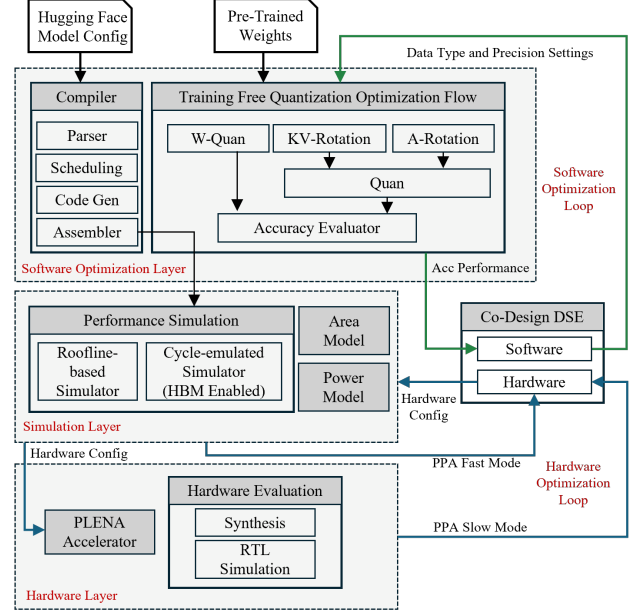 Hugging Face
Model Config
Pre-Trained
Weights
Data Type and Precision Settings
Compiler
Parser
Scheduling
Code Gen
Assembler
Training Free Quantization Optimization Flow
W-Quan
KV-Rotation
A-Rotation
Quan
Accuracy Evaluator
Software
Optimization
Loop
Software Optimization Layer
Acc Performance
Performance Simulation
Roofline-
based
Simulator
Cycle-emulated
Simulator
(HBM Enabled)
Area
Model
Power
Model
Co-Design DSE
Software
Hardware
Hardware
Config
Simulation Layer
Hardware Config
PPA Fast Mode
Hardware
Optimization
Loop
PLENA
Accelerator
Hardware Evaluation
Synthesis
RTL
Simulation
PPA Slow Mode
Hardware Layer